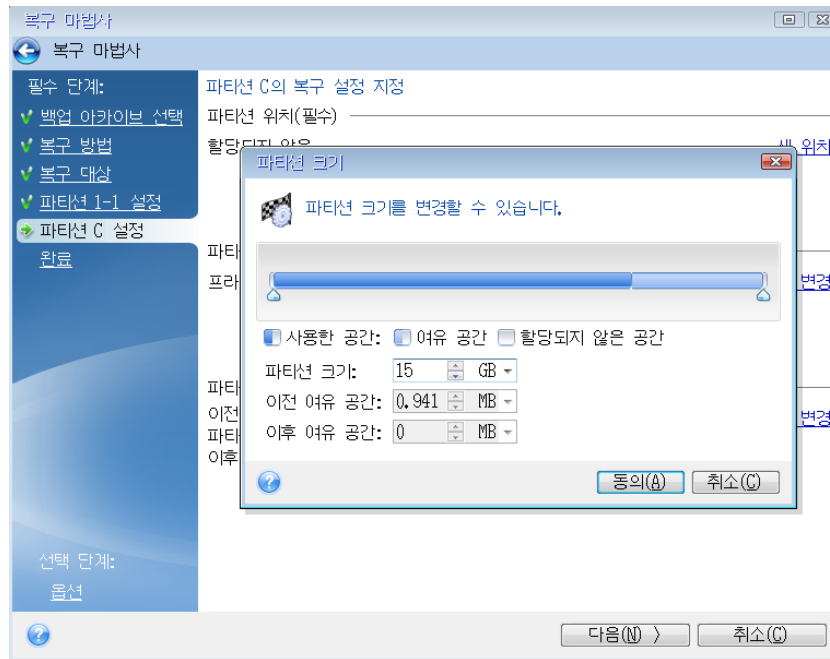 복구 마법사
복구 마법사
필수 단계:
백업 아카이브 선택
복구 방법
복구 대상
파티션 1-1 설정
파티션 C 설정
완료
선택 단계:
옵션
파티션 C의 복구 설정 지정
파티션 위치(필수)
새 위치
변경
변경
이전
이후
파티션 크기
파티션 크기를 변경할 수 있습니다.
사용한 공간: 여유 공간 할당되지 않은 공간
파티션 크기: 15 GB
이전 여유 공간: 0.941 MB
이후 여유 공간: 0 MB
동의(A) 취소(C)
다음(N) 〉 취소(C)